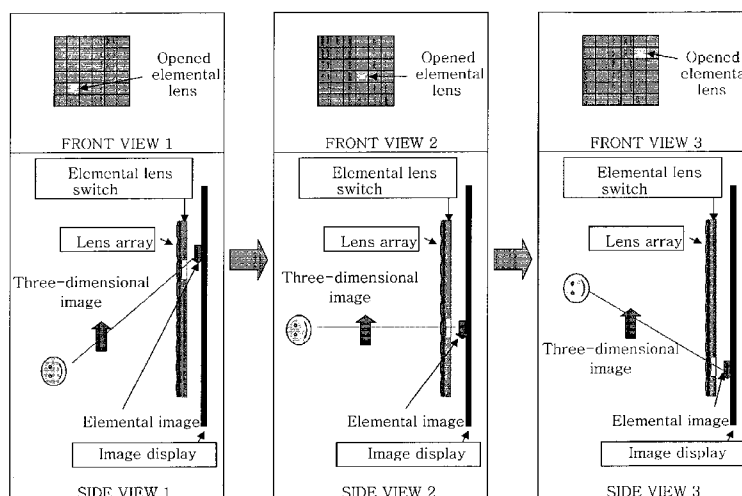 Opened
elemental
lens
FRONT VIEW 1
Elemental lens
switch
Lens array
Three-dimensional
image
Elemental image
Image display
SIDE VIEW 1
Opened
elemental
lens
FRONT VIEW 2
Elemental lens
switch
Lens array
Three-dimensional
image
Elemental image
Image display
SIDE VIEW 2
Opened
elementa
lens
FRONT VIEW 3
Elemental lens
switch
Lens array
Three-dimensional
image
Elemental image
Image display
SIDE VIEW 3